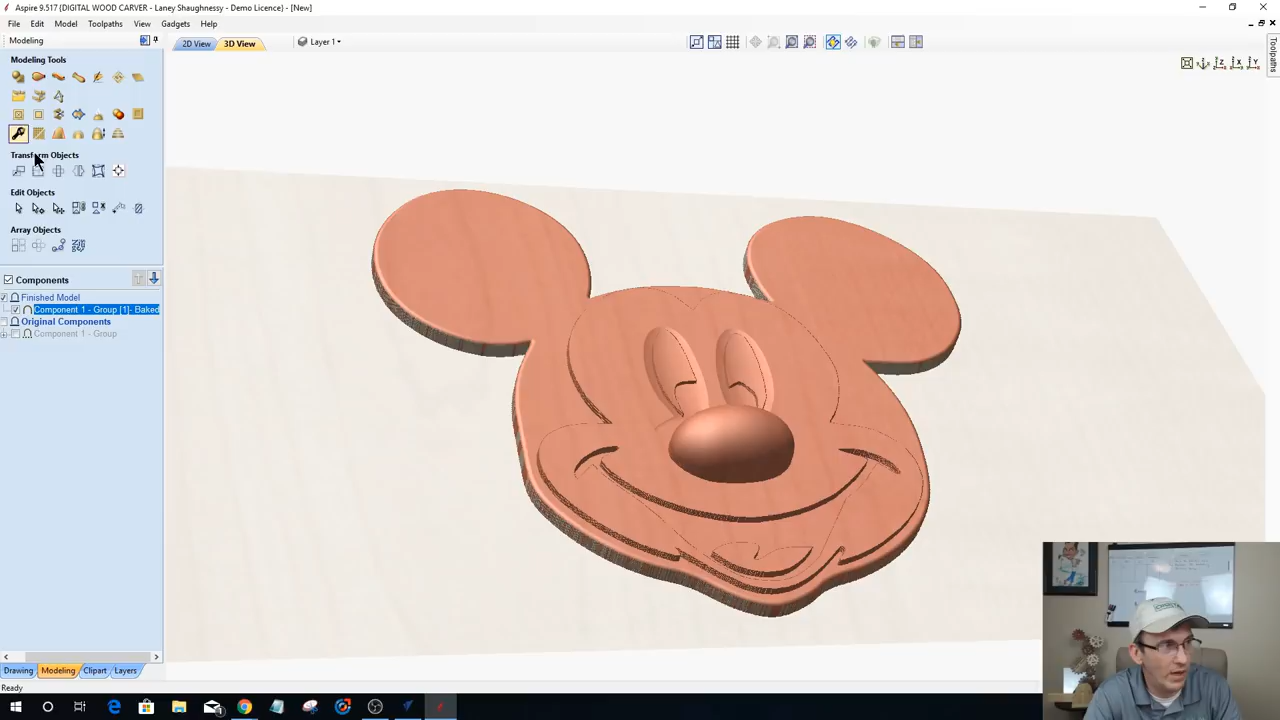 Aspire 9.517 (DIGITAL WOOD CARVER - Laney Shaughnessy - Demo Licence) - [New]
File Edit Model Toolpaths View Gadgets Help
Modeling
2D View 3D View Layer 1
Toolpaths
Modeling Tools
Transform Objects
Edit Objects
Array Objects
Components
Finished Model
Component 1 - Group [1]- Baked
Original Components
Component 1 - Group
Drawing Modeling Clipart Layers
Ready